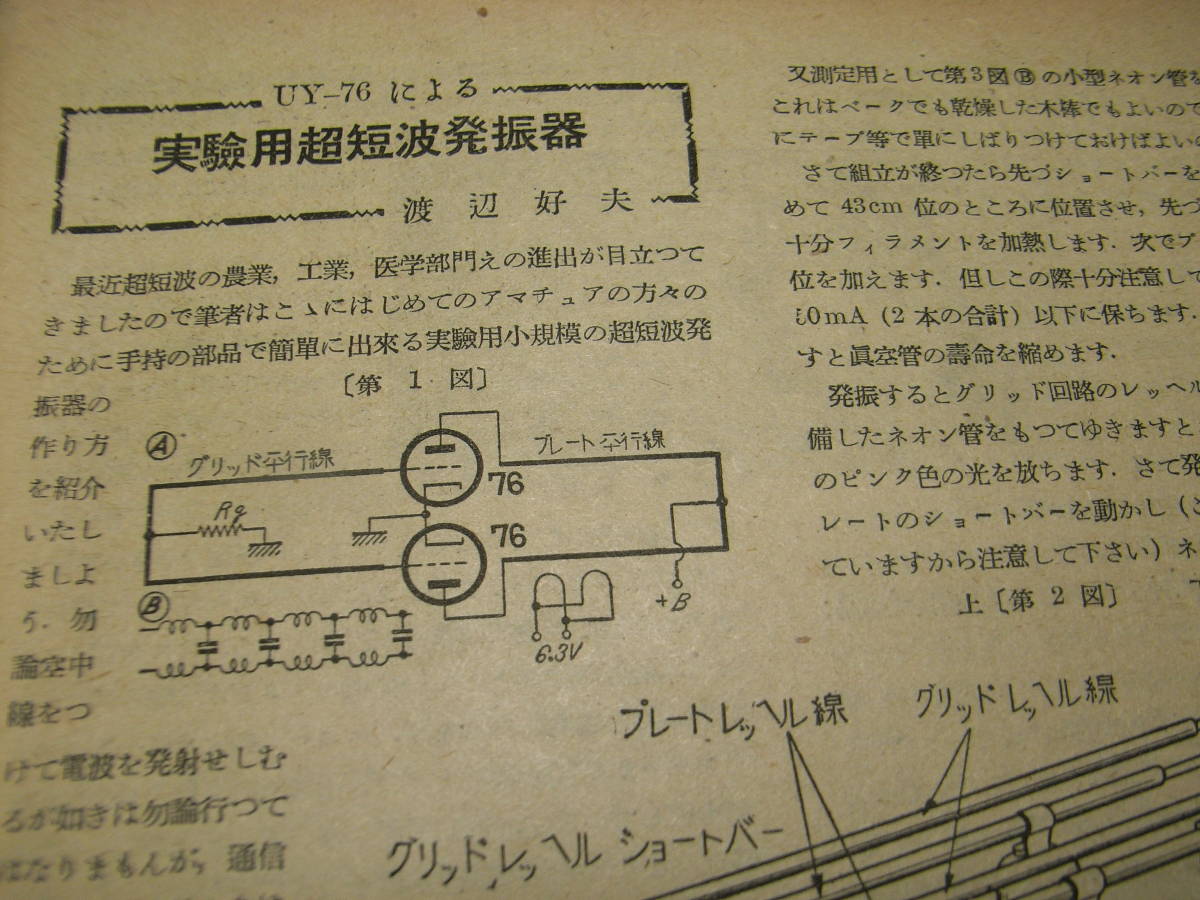 UY-76 による
実驗用超短波発振器
渡辺好夫
最近超短波の農業，工業，医学部門えの進出が目立つて
きましたので筆者はこゝにはじめてのアマチュアの方々の
ために手持の部品で簡單に出來る実驗用小規模の超短波発
振器の
作り方
を紹介
いたし
ましよ
う．勿
論空中
線をつ
けて電波を発射せしむ
るが如きは勿論行つて
はなりまもんが，通信
〔第 1 図〕
Ⓐ
グリッド平行線
プレート平行線
Rg
76
76
+B
6.3V
Ⓑ
又測定用として第3図Ⓑの小型ネオン管を
これはベークでも乾燥した木棒でもよいので
にテープ等で單にしばりつけておけばよいの
さて組立が終つたら先づショートバーを
めて 43cm 位のところに位置させ，先づ
十分フィラメントを加熱します．次でプ
位を加えます．但しこの際十分注意して
0mA（2 本の合計）以下に保ちます．
すと眞空管の壽命を縮めます．
発振するとグリッド回路のレッヘル
備したネオン管をもつてゆきますと
のピンク色の光を放ちます．さて発
レートのショートバーを動かし（こ
ていますから注意して下さい）ネ
上〔第 2 図〕
プレートレッヘル線
グリッドレッヘル線
グリッドレッヘル ショートバー